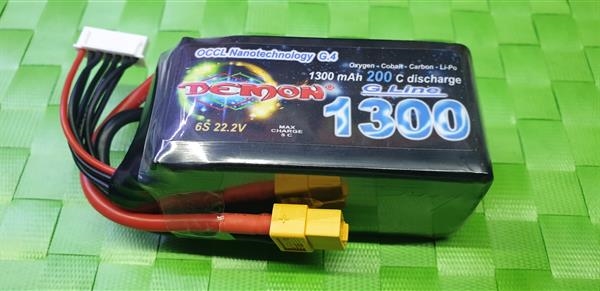 OCCL Nanotechnology G.4
Oxygen - Cobalt - Carbon - Li-Po
1300 mAh 200 C discharge
DEMON®
G Line
1300
6S 22.2V
MAX
CHARGE
5 C